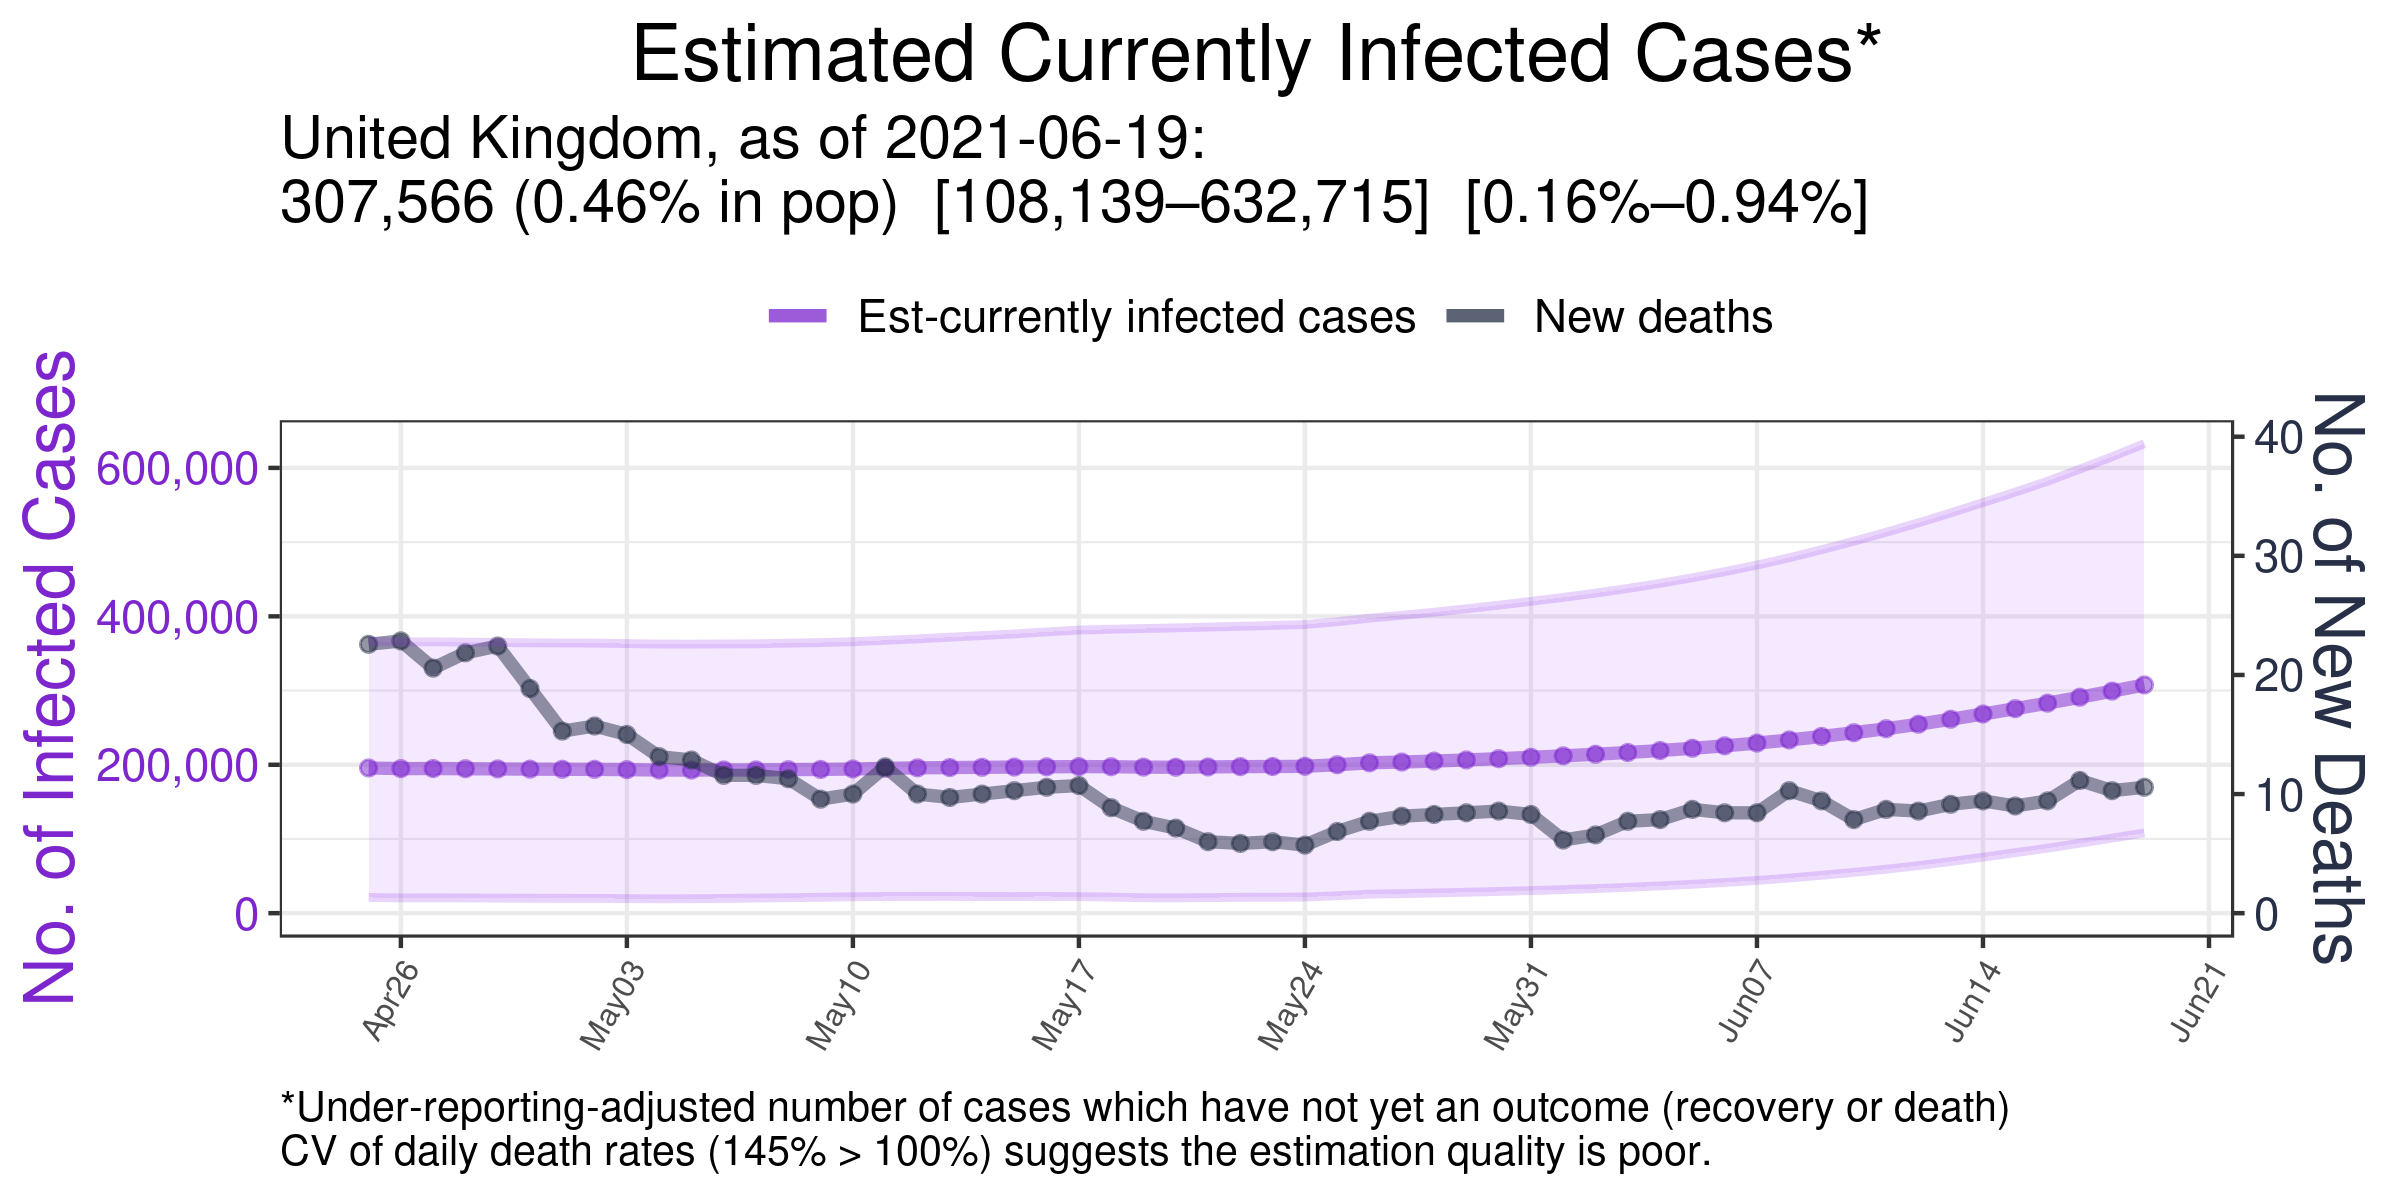 Estimated Currently Infected Cases*
United Kingdom, as of 2021-06-19:
307,566 (0.46% in pop)  [108,139–632,715]  [0.16%–0.94%]
Est-currently infected cases
New deaths
No. of Infected Cases
600,000
400,000
200,000
0
40
30
20
10
0
No. of New Deaths
Apr26
May03
May10
May17
May24
May31
Jun07
Jun14
Jun21
*Under-reporting-adjusted number of cases which have not yet an outcome (recovery or death)
CV of daily death rates (145% > 100%) suggests the estimation quality is poor.